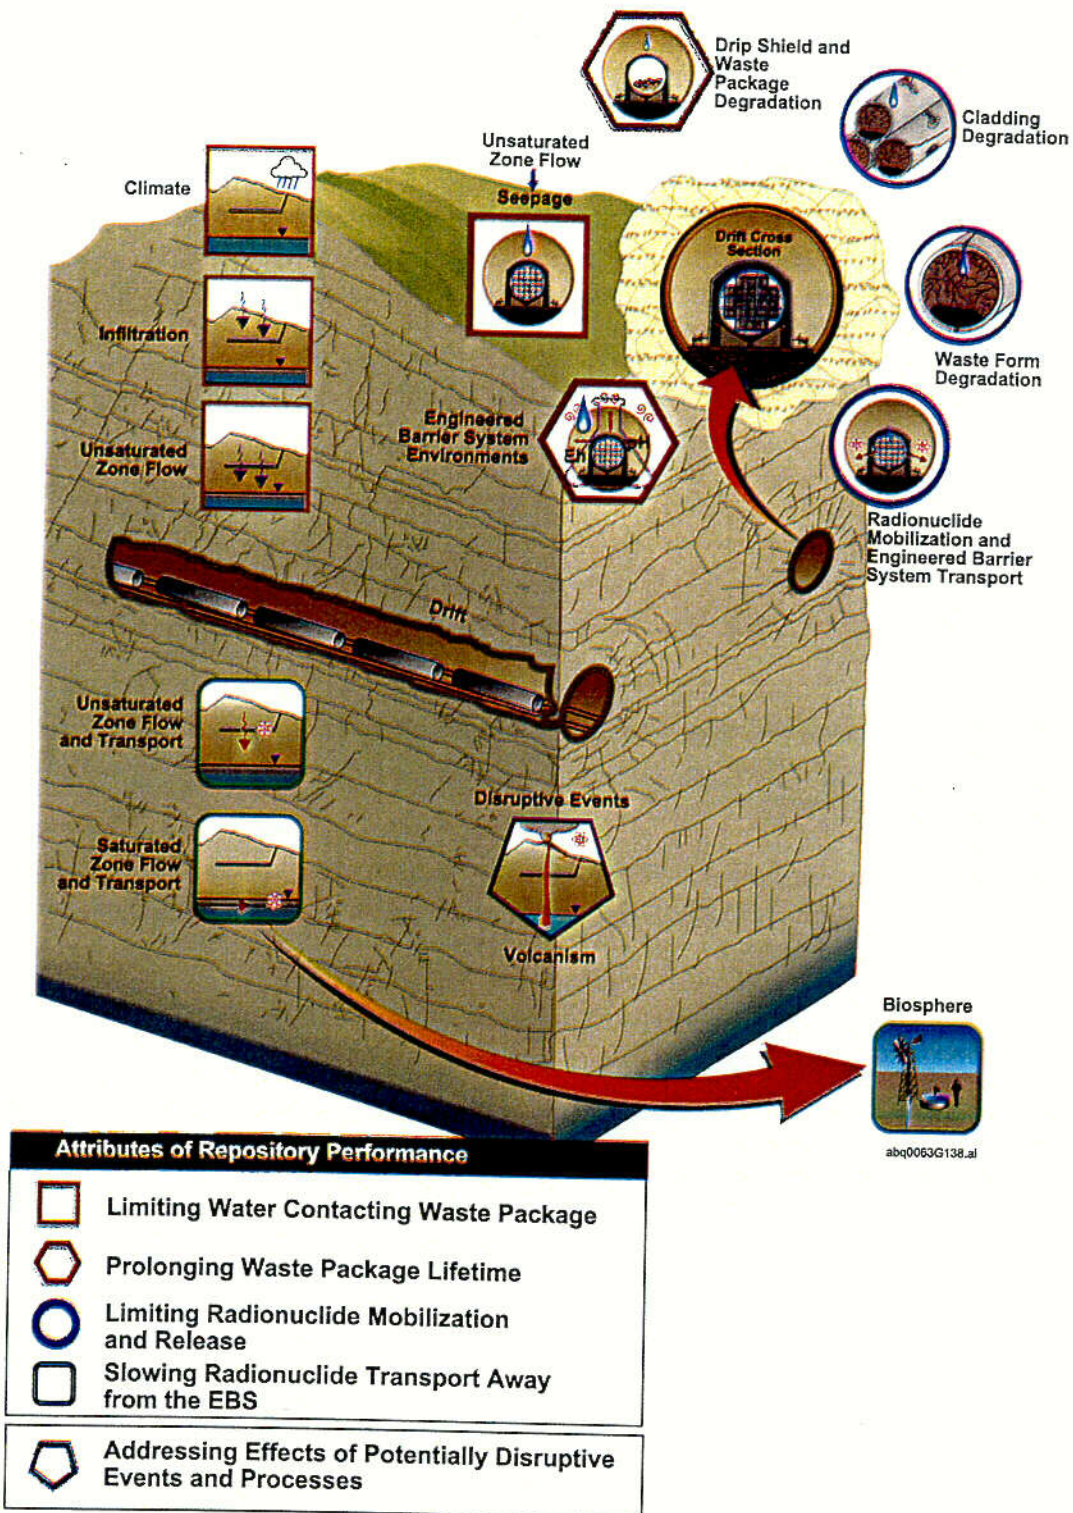 Drip Shield and
Waste
Package
Degradation
Cladding
Degradation
Unsaturated
Zone Flow
Seepage
Climate
Drift Cross
Section
Infiltration
Waste Form
Degradation
Engineered
Barrier System
Environments
Eh
pH
Unsaturated
Zone Flow
Radionuclide
Mobilization and
Engineered Barrier
System Transport
Drift
Unsaturated
Zone Flow
and Transport
Disruptive Events
Saturated
Zone Flow
and Transport
Volcanism
Biosphere
abq0063G138.ai
Attributes of Repository Performance
Limiting Water Contacting Waste Package
Prolonging Waste Package Lifetime
Limiting Radionuclide Mobilization
and Release
Slowing Radionuclide Transport Away
from the EBS
Addressing Effects of Potentially Disruptive
Events and Processes